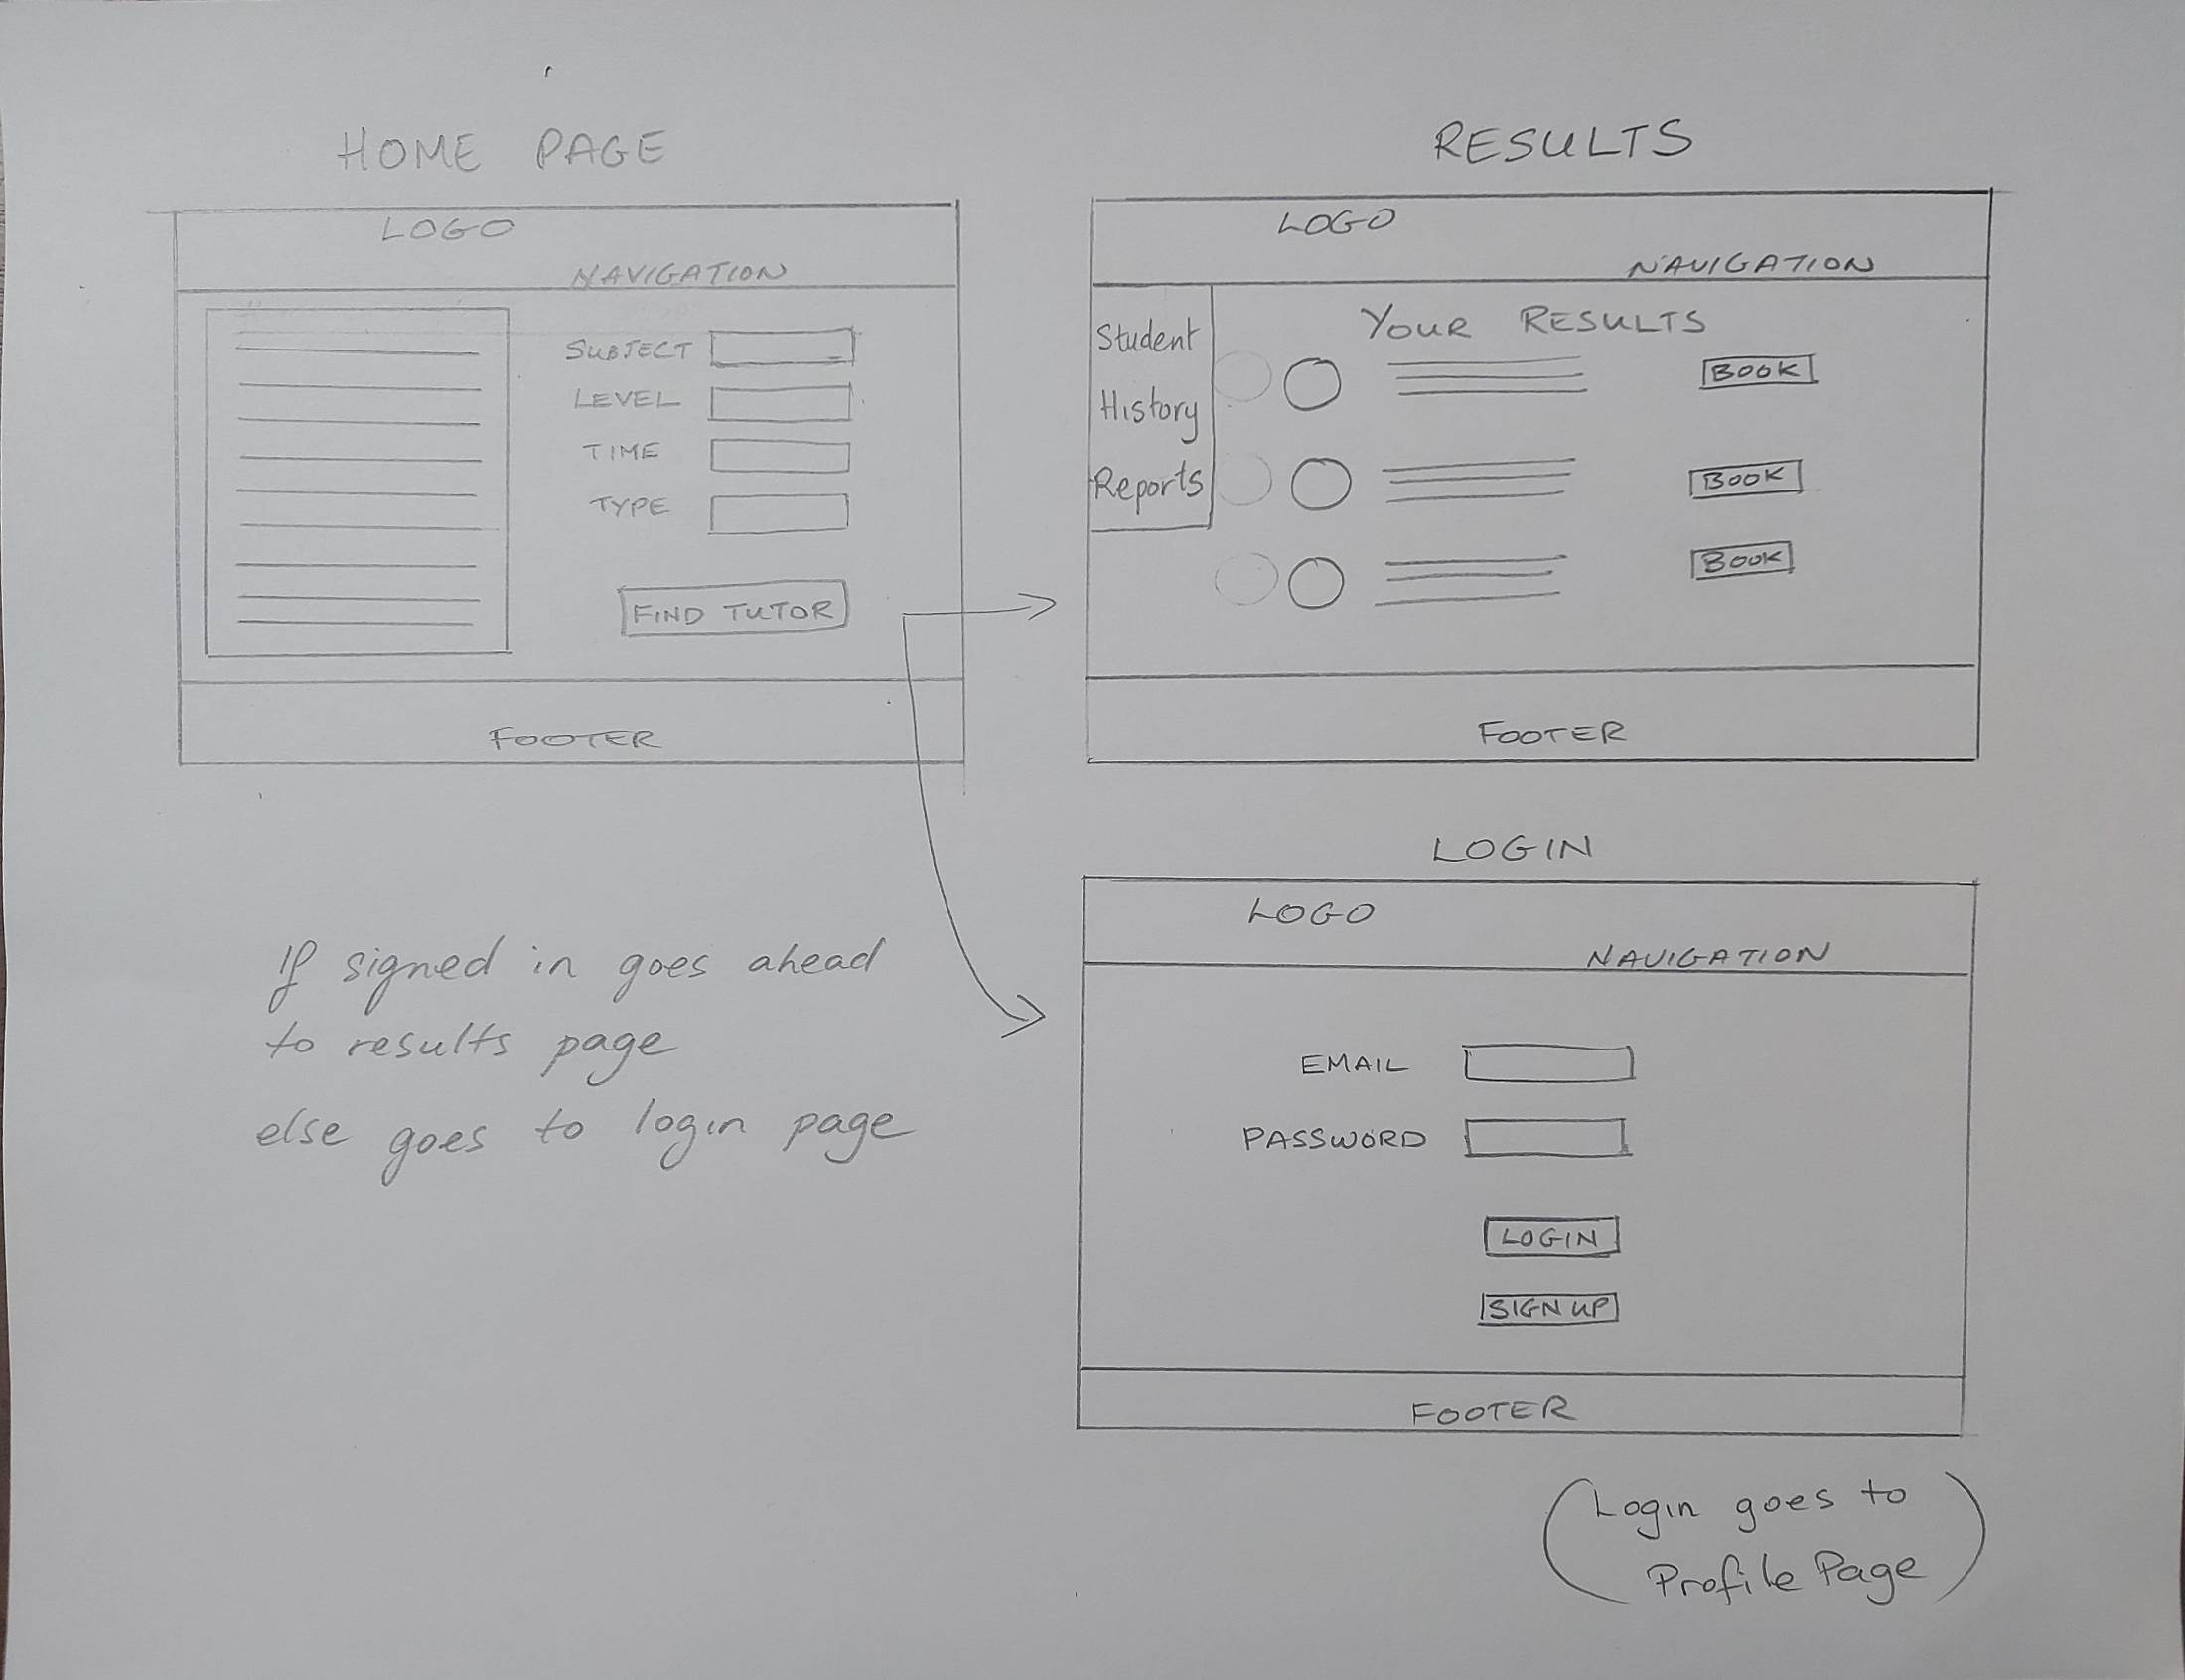 HOME PAGE
LOGO
NAVIGATION
SUBJECT
LEVEL
TIME
TYPE
FIND TUTOR
FOOTER
If signed in goes ahead
to results page
else goes to login page
RESULTS
LOGO
NAVIGATION
Student
History
Reports
YOUR RESULTS
BOOK
BOOK
BOOK
FOOTER
LOGIN
LOGO
NAVIGATION
EMAIL
PASSWORD
LOGIN
SIGN UP
FOOTER
(Login goes to
Profile Page)